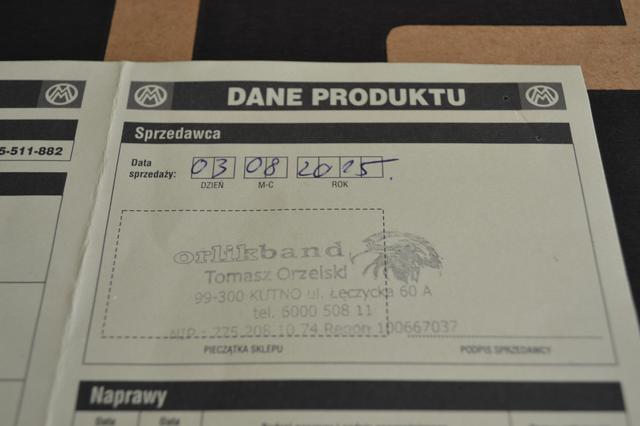 DANE PRODUKTU
5-511-882
Sprzedawca
Data sprzedaży: 03 08 2015.
DZIEŃ M-C ROK
orlikband
Tomasz Orzelski
99-300 KUTNO ul. Łęczycka 60 A
tel. 6000 508 11
NIP : 775 208 10 74 Regon 100667037
PIECZĄTKA SKLEPU PODPIS SPRZEDAWCY
Naprawy
Data Data